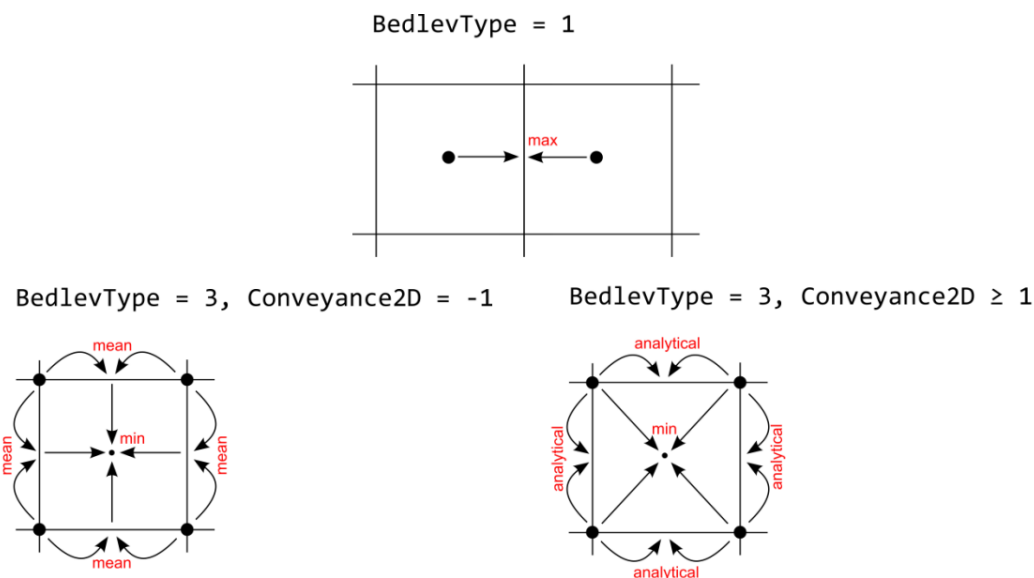 BedlevType = 1
max
BedlevType = 3, Conveyance2D = -1
BedlevType = 3, Conveyance2D ≥ 1
mean
mean
min
mean
mean
analytical
analytical
min
analytical
analytical